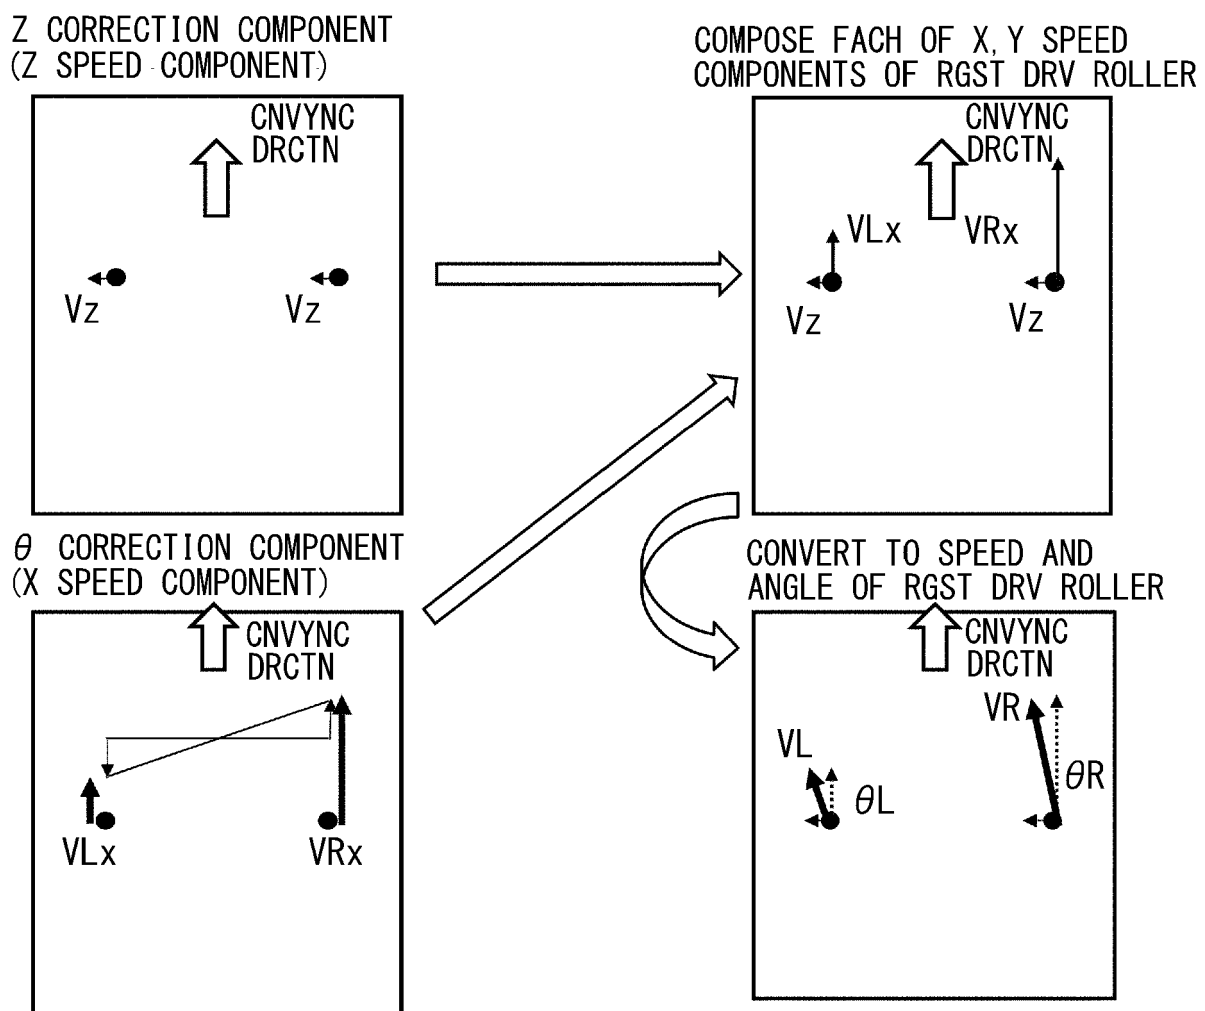 Z CORRECTION COMPONENT
(Z SPEED COMPONENT)
CNVYNC
DRCTN
Vz
Vz
COMPOSE FACH OF X, Y SPEED
COMPONENTS OF RGST DRV ROLLER
CNVYNC
DRCTN
VLx
VRx
Vz
Vz
θ CORRECTION COMPONENT
(X SPEED COMPONENT)
CNVYNC
DRCTN
VLx
VRx
CONVERT TO SPEED AND
ANGLE OF RGST DRV ROLLER
CNVYNC
DRCTN
VR
VL
θR
θL